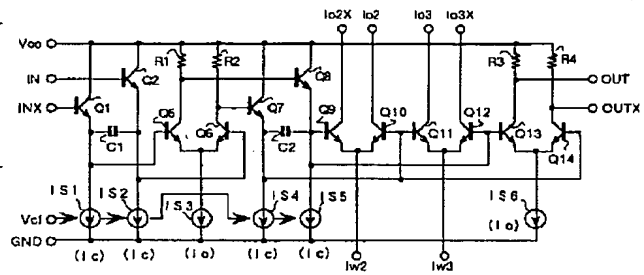 Io2X Io2 Io3 Io3X
Vcc R1 R2 R3 R4
IN Q2 Q8 OUT
INX Q1 Q7 Q9 Q10 Q12 OUTX
Q5 Q6 Q11 Q13
C1 C2 Q14
IS1 IS2 IS3 IS4 IS5 IS6
Vcl (Io)
GND
(Ic) (Ic) (Io) (Ic) (Ic) Iw2 Iw3